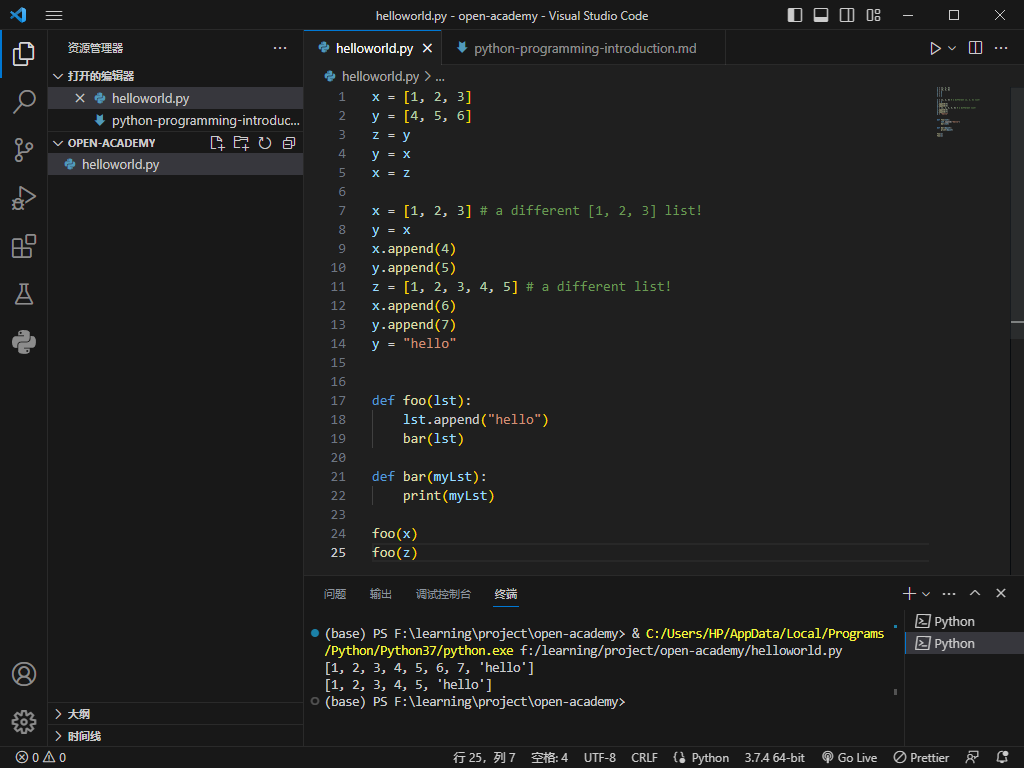 helloworld.py - open-academy - Visual Studio Code
资源管理器
打开的编辑器
helloworld.py
python-programming-introduc...
OPEN-ACADEMY
helloworld.py
大纲
时间线
helloworld.py
python-programming-introduction.md
helloworld.py > ...
1 x = [1, 2, 3]
2 y = [4, 5, 6]
3 z = y
4 y = x
5 x = z
6
7 x = [1, 2, 3] # a different [1, 2, 3] list!
8 y = x
9 x.append(4)
10 y.append(5)
11 z = [1, 2, 3, 4, 5] # a different list!
12 x.append(6)
13 y.append(7)
14 y = "hello"
15
16
17 def foo(lst):
18     lst.append("hello")
19     bar(lst)
20
21 def bar(myLst):
22     print(myLst)
23
24 foo(x)
25 foo(z)
问题 输出 调试控制台 终端
(base) PS F:\learning\project\open-academy> & C:/Users/HP/AppData/Local/Programs
/Python/Python37/python.exe f:/learning/project/open-academy/helloworld.py
[1, 2, 3, 4, 5, 6, 7, 'hello']
[1, 2, 3, 4, 5, 'hello']
(base) PS F:\learning\project\open-academy>
Python
Python
0 0 行 25，列 7 空格: 4 UTF-8 CRLF Python 3.7.4 64-bit Go Live Prettier